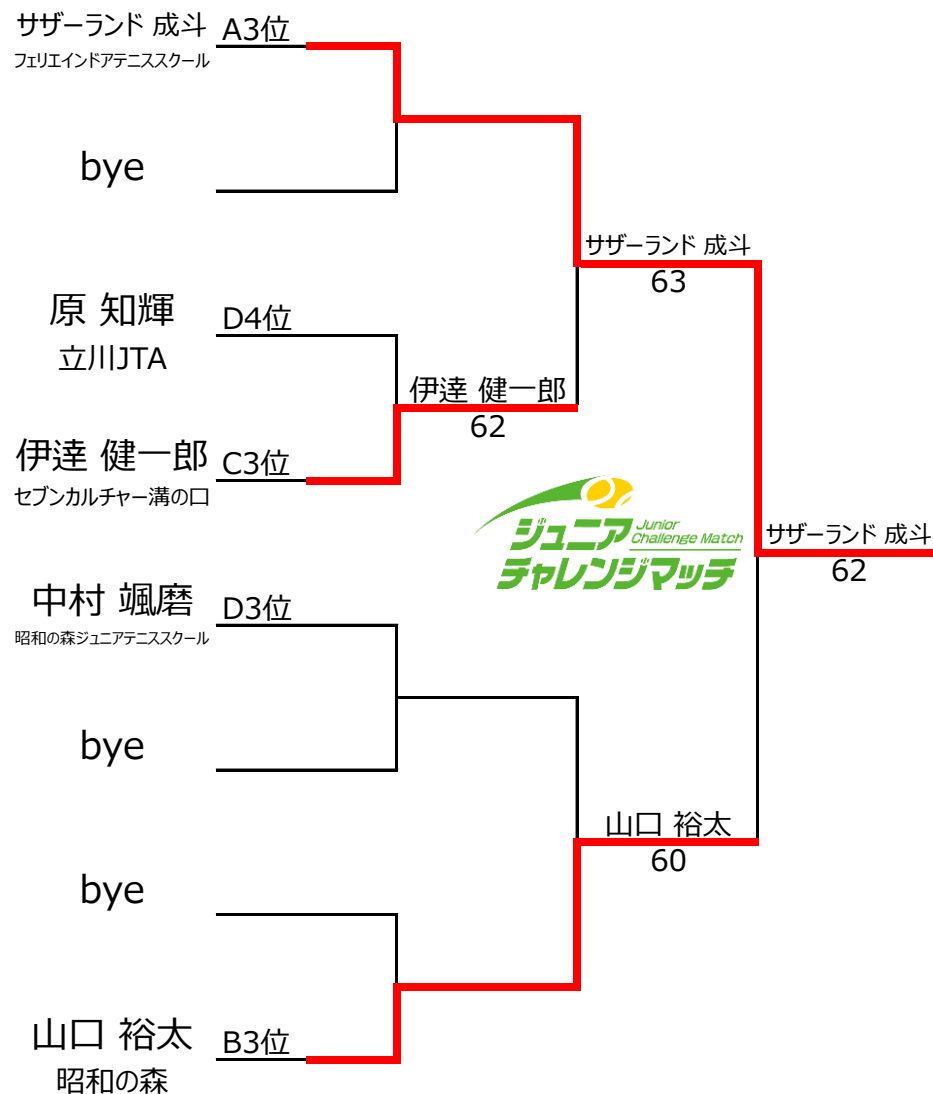 サザーランド 成斗 A3位
フェリエインドアテニススクール
bye
サザーランド 成斗
63
原 知輝 D4位
立川JTA
伊達 健一郎
62
伊達 健一郎 C3位
セブンカルチャー溝の口
ジュニア Junior Challenge Match
チャレンジマッチ
サザーランド 成斗
62
中村 颯磨 D3位
昭和の森ジュニアテニススクール
bye
山口 裕太
60
bye
山口 裕太 B3位
昭和の森